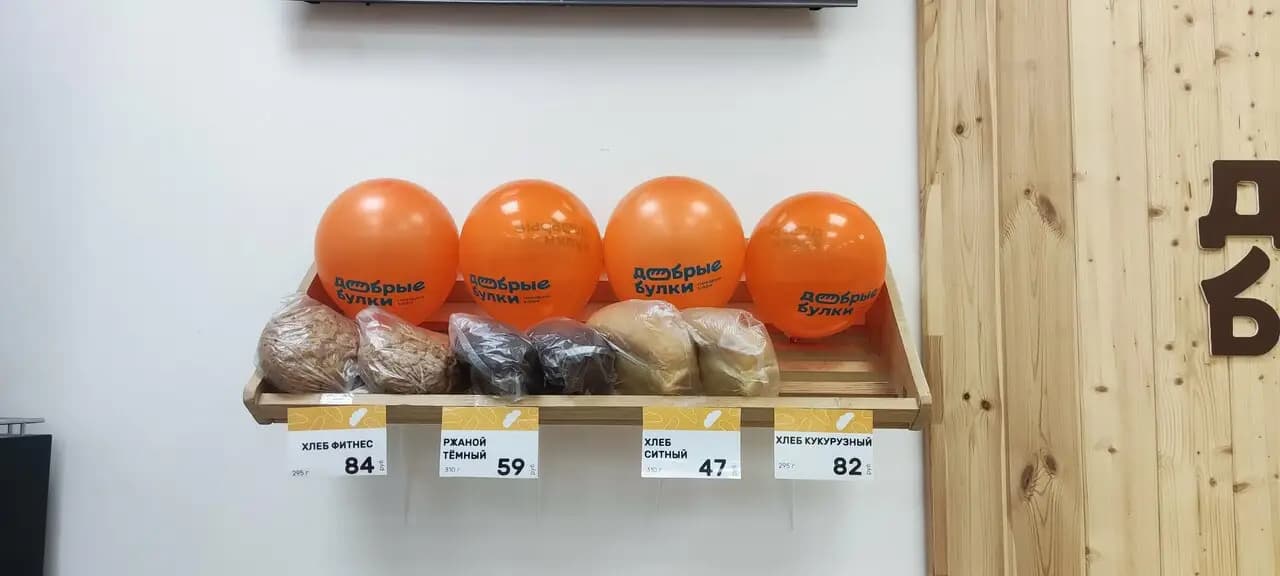 добрые
булки
добрые
булки
добрые
булки
добрые
булки
ХЛЕБ ФИТНЕС
295 г 84 руб
РЖАНОЙ
ТЁМНЫЙ
310 г 59 руб
ХЛЕБ
СИТНЫЙ
310 г 47 руб
ХЛЕБ КУКУРУЗНЫЙ
295 г 82 руб
д
б